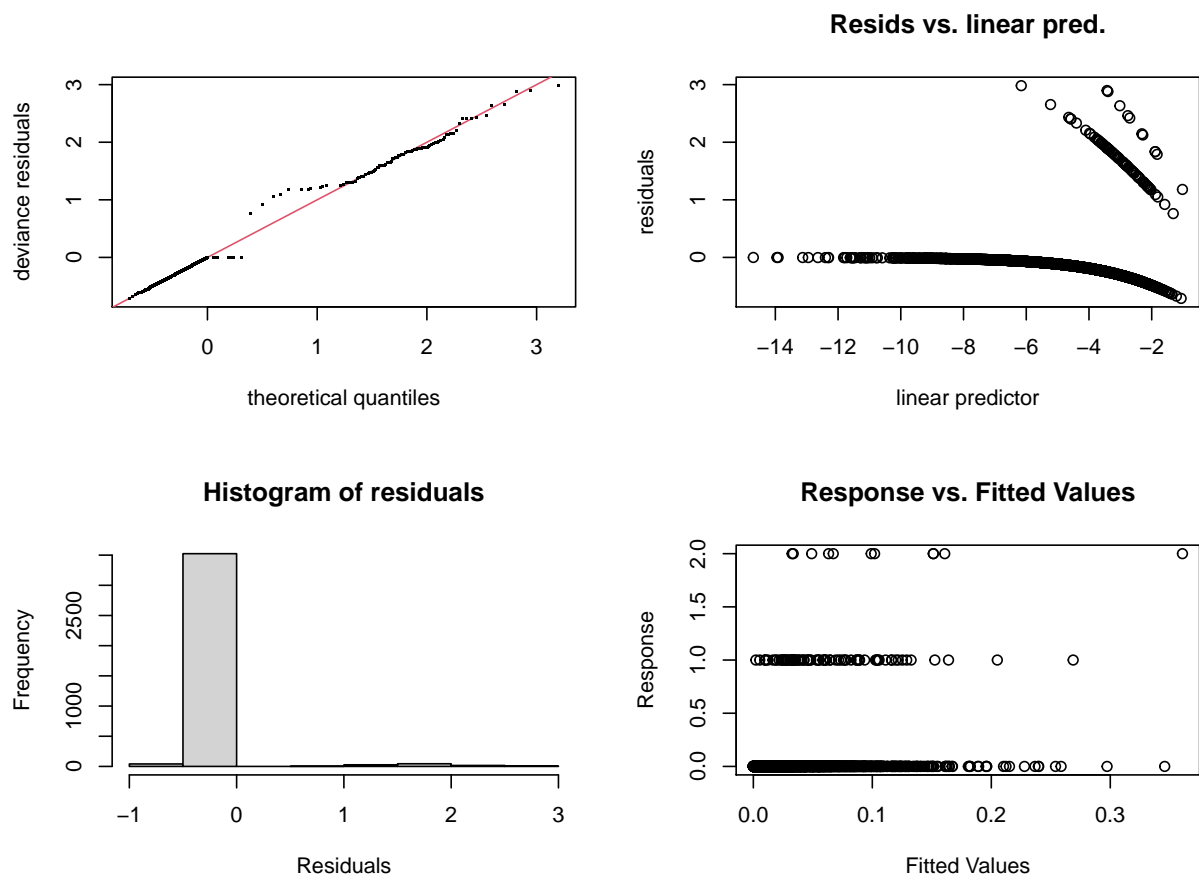 deviance residuals
3
2
1
0
0 1 2 3
theoretical quantiles
Resids vs. linear pred.
residuals
3
2
1
0
−14 −12 −10 −8 −6 −4 −2
linear predictor
Histogram of residuals
Frequency
2500
1000
0
−1 0 1 2 3
Residuals
Response vs. Fitted Values
Response
2.0
1.5
1.0
0.5
0.0
0.0 0.1 0.2 0.3
Fitted Values